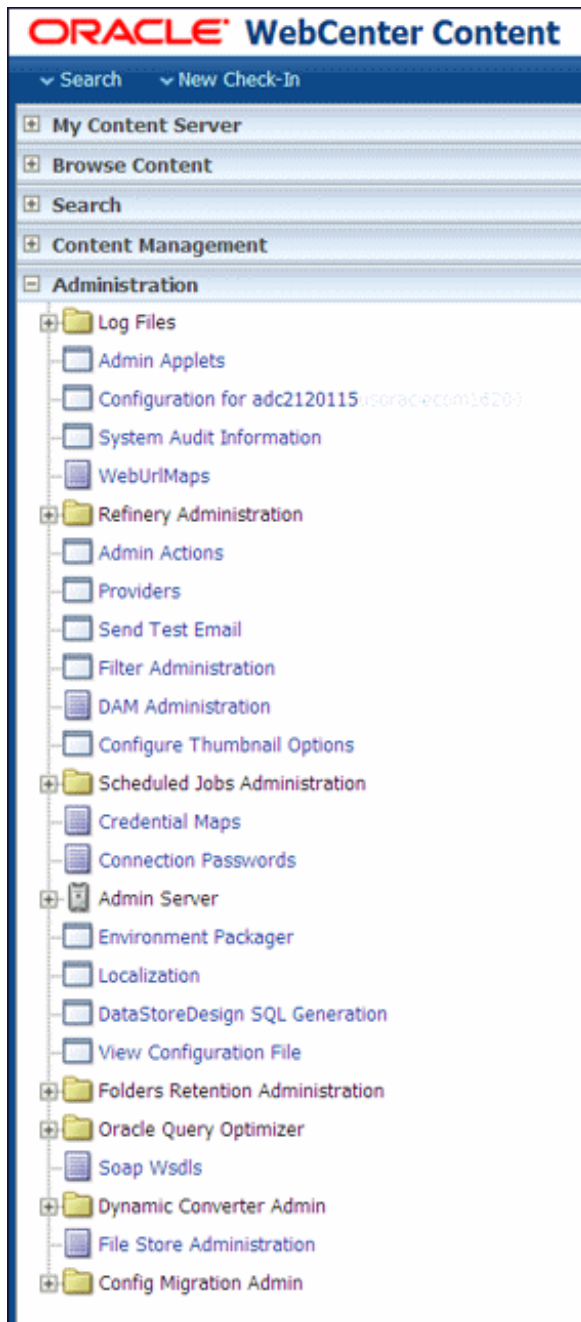 ORACLE WebCenter Content
Search New Check-In
My Content Server
Browse Content
Search
Content Management
Administration
Log Files
Admin Applets
Configuration for adc2120115
System Audit Information
WebUrlMaps
Refinery Administration
Admin Actions
Providers
Send Test Email
Filter Administration
DAM Administration
Configure Thumbnail Options
Scheduled Jobs Administration
Credential Maps
Connection Passwords
Admin Server
Environment Packager
Localization
DataStoreDesign SQL Generation
View Configuration File
Folders Retention Administration
Oracle Query Optimizer
Soap Wsdls
Dynamic Converter Admin
File Store Administration
Config Migration Admin